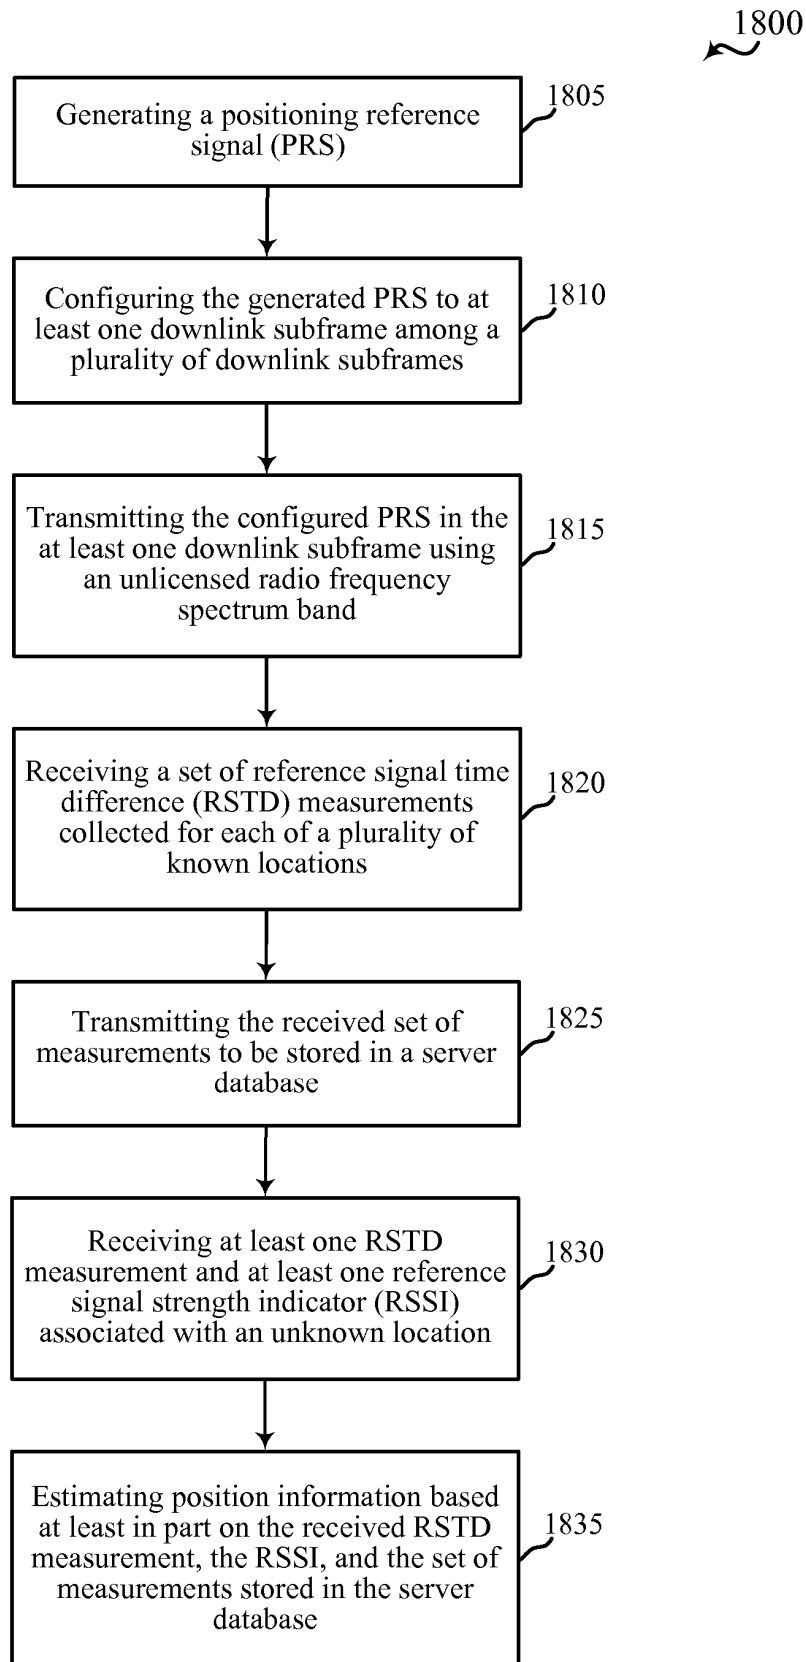 1800
Generating a positioning reference
signal (PRS)
1805
Configuring the generated PRS to at
least one downlink subframe among a
plurality of downlink subframes
1810
Transmitting the configured PRS in the
at least one downlink subframe using
an unlicensed radio frequency
spectrum band
1815
Receiving a set of reference signal time
difference (RSTD) measurements
collected for each of a plurality of
known locations
1820
Transmitting the received set of
measurements to be stored in a server
database
1825
Receiving at least one RSTD
measurement and at least one reference
signal strength indicator (RSSI)
associated with an unknown location
1830
Estimating position information based
at least in part on the received RSTD
measurement, the RSSI, and the set of
measurements stored in the server
database
1835